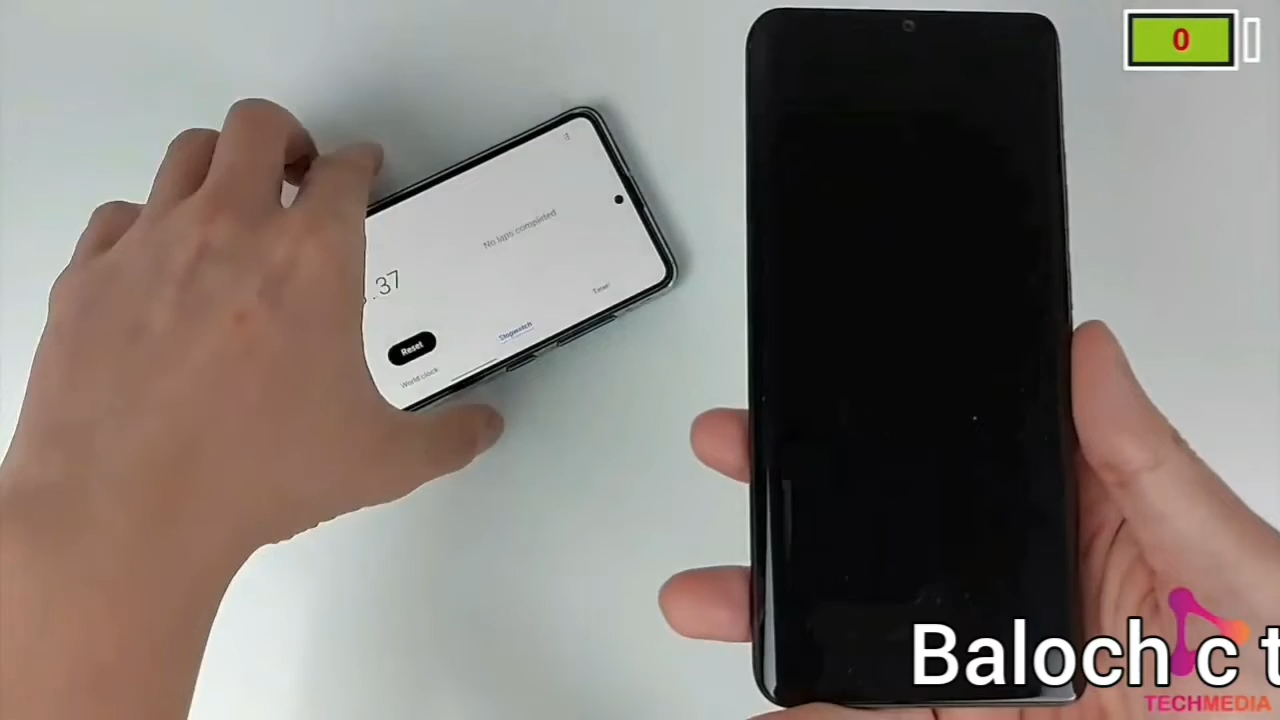 0
No laps completed
.37
Timer
Stopwatch
Reset
World clock
Baloch c t
TECHMEDIA